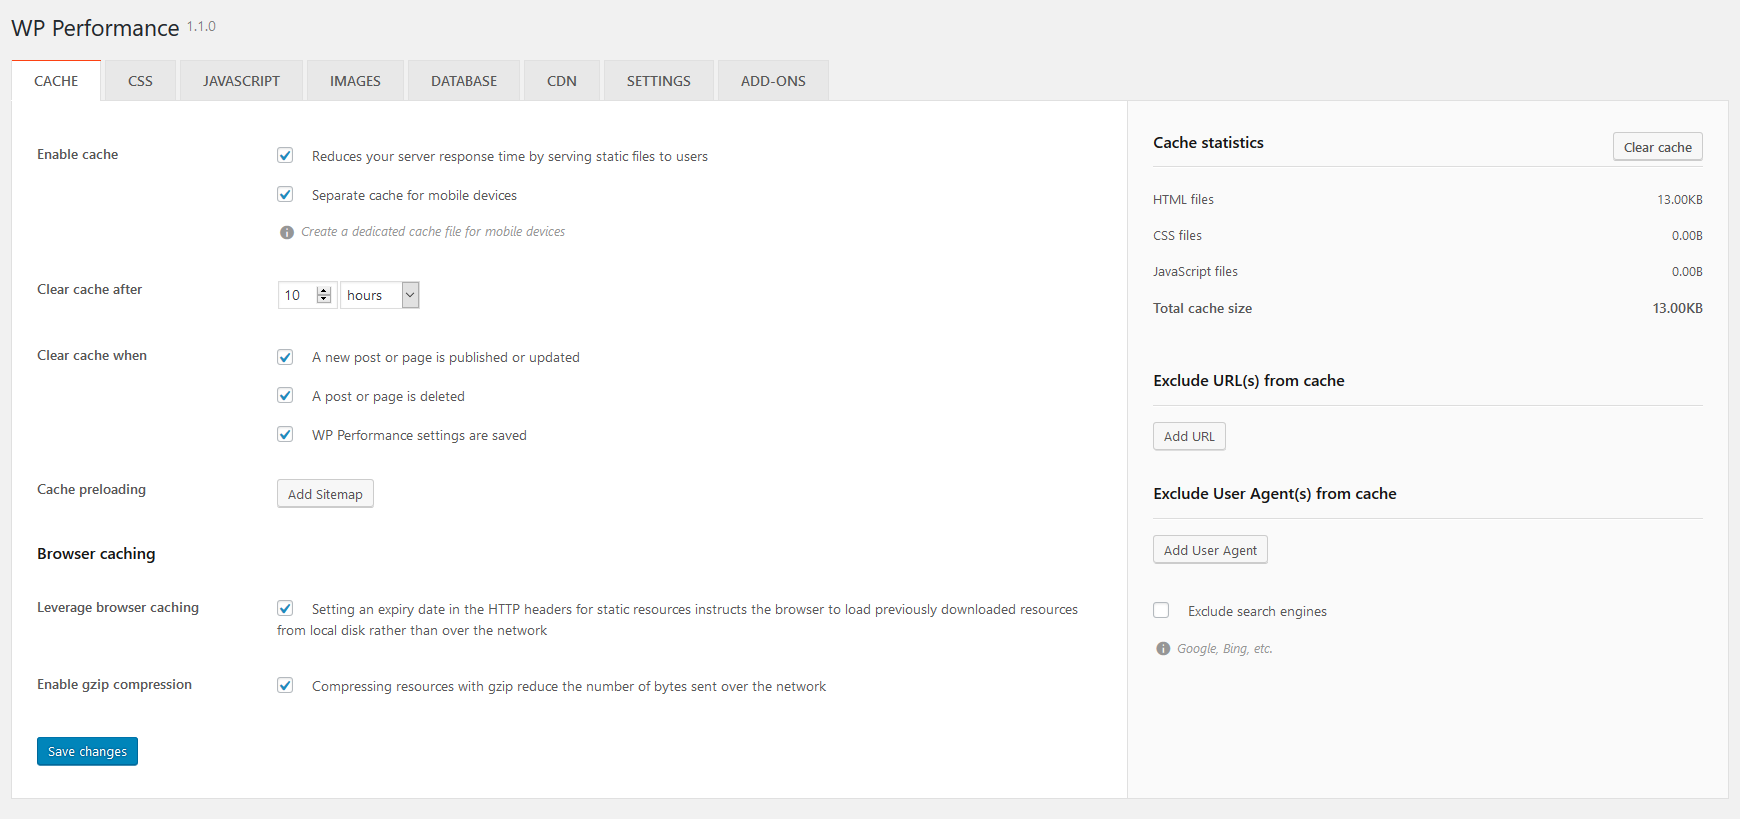 WP Performance 1.1.0
CACHE
CSS
JAVASCRIPT
IMAGES
DATABASE
CDN
SETTINGS
ADD-ONS
Enable cache
Reduces your server response time by serving static files to users
Separate cache for mobile devices
Create a dedicated cache file for mobile devices
Clear cache after
10
hours
Clear cache when
A new post or page is published or updated
A post or page is deleted
WP Performance settings are saved
Cache preloading
Add Sitemap
Browser caching
Leverage browser caching
Setting an expiry date in the HTTP headers for static resources instructs the browser to load previously downloaded resources
from local disk rather than over the network
Enable gzip compression
Compressing resources with gzip reduce the number of bytes sent over the network
Save changes
Cache statistics
Clear cache
HTML files
13.00KB
CSS files
0.00B
JavaScript files
0.00B
Total cache size
13.00KB
Exclude URL(s) from cache
Add URL
Exclude User Agent(s) from cache
Add User Agent
Exclude search engines
Google, Bing, etc.